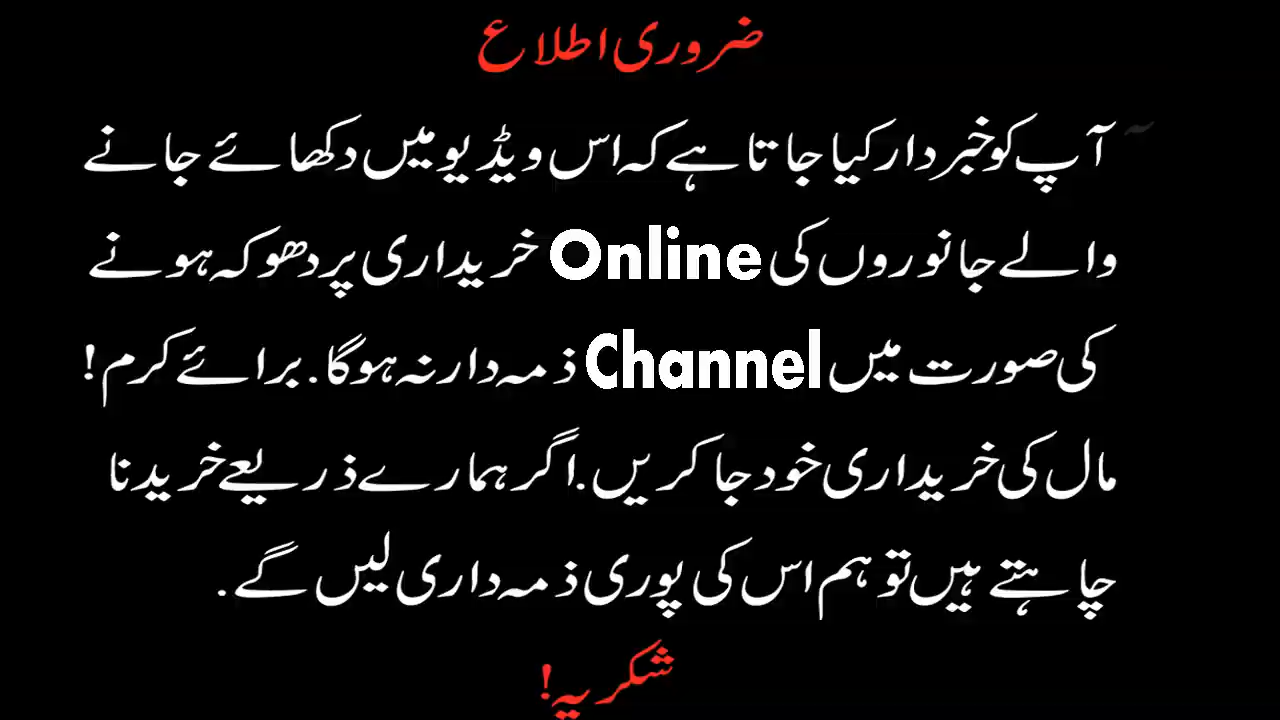 ضروری اطلاع
آپ کو خبردار کیا جاتا ہے کہ اس ویڈیو میں دکھائے جانے
والے جانوروں کی Online خریداری پر دھوکہ ہونے
کی صورت میں Channel ذمہ دار نہ ہوگا. برائے کرم!
مال کی خریداری خود جا کریں. اگر ہمارے ذریعے خریدنا
چاہتے ہیں تو ہم اس کی پوری ذمہ داری لیں گے.
شکریہ!